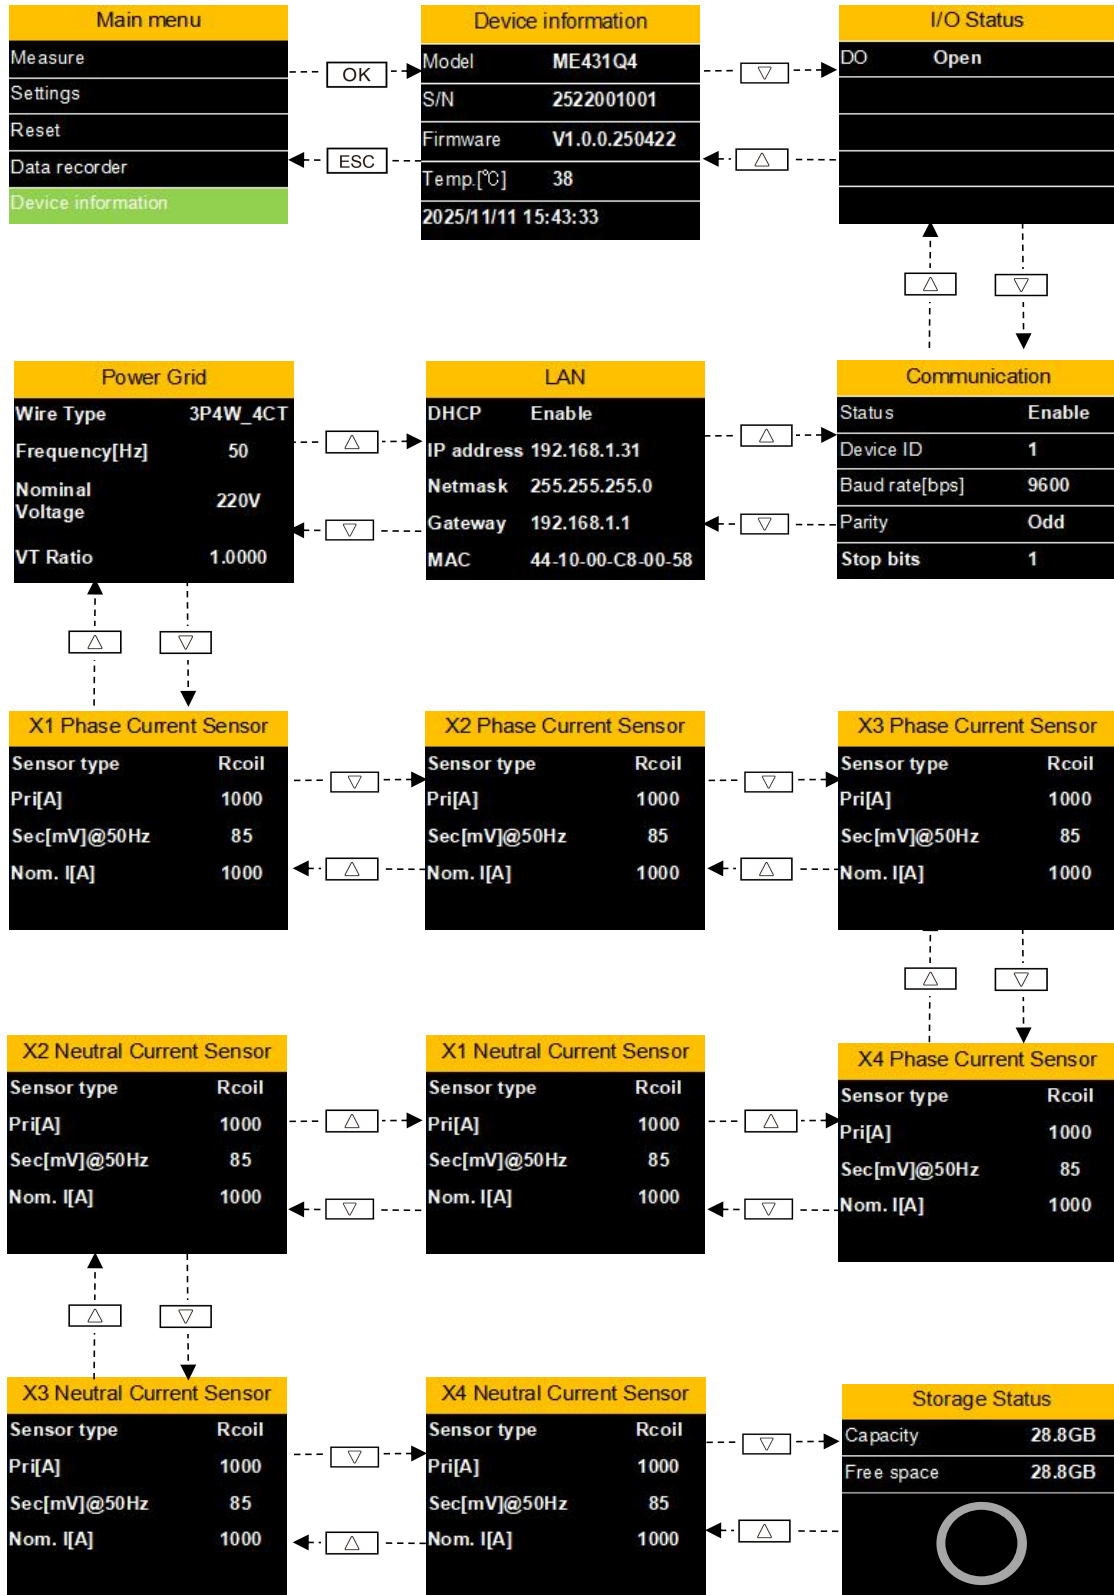 Main menu
Measure
Settings
Reset
Data recorder
Device information
OK
ESC
Device information
Model ME431Q4
S/N 2522001001
Firmware V1.0.0.250422
Temp.[℃] 38
2025/11/11 15:43:33
I/O Status
DO Open
Power Grid
Wire Type 3P4W_4CT
Frequency[Hz] 50
Nominal
Voltage 220V
VT Ratio 1.0000
LAN
DHCP Enable
IP address 192.168.1.31
Netmask 255.255.255.0
Gateway 192.168.1.1
MAC 44-10-00-C8-00-58
Communication
Status Enable
Device ID 1
Baud rate[bps] 9600
Parity Odd
Stop bits 1
X1 Phase Current Sensor
Sensor type Rcoil
Pri[A] 1000
Sec[mV]@50Hz 85
Nom. I[A] 1000
X2 Phase Current Sensor
Sensor type Rcoil
Pri[A] 1000
Sec[mV]@50Hz 85
Nom. I[A] 1000
X3 Phase Current Sensor
Sensor type Rcoil
Pri[A] 1000
Sec[mV]@50Hz 85
Nom. I[A] 1000
X2 Neutral Current Sensor
Sensor type Rcoil
Pri[A] 1000
Sec[mV]@50Hz 85
Nom. I[A] 1000
X1 Neutral Current Sensor
Sensor type Rcoil
Pri[A] 1000
Sec[mV]@50Hz 85
Nom. I[A] 1000
X4 Phase Current Sensor
Sensor type Rcoil
Pri[A] 1000
Sec[mV]@50Hz 85
Nom. I[A] 1000
X3 Neutral Current Sensor
Sensor type Rcoil
Pri[A] 1000
Sec[mV]@50Hz 85
Nom. I[A] 1000
X4 Neutral Current Sensor
Sensor type Rcoil
Pri[A] 1000
Sec[mV]@50Hz 85
Nom. I[A] 1000
Storage Status
Capacity 28.8GB
Free space 28.8GB